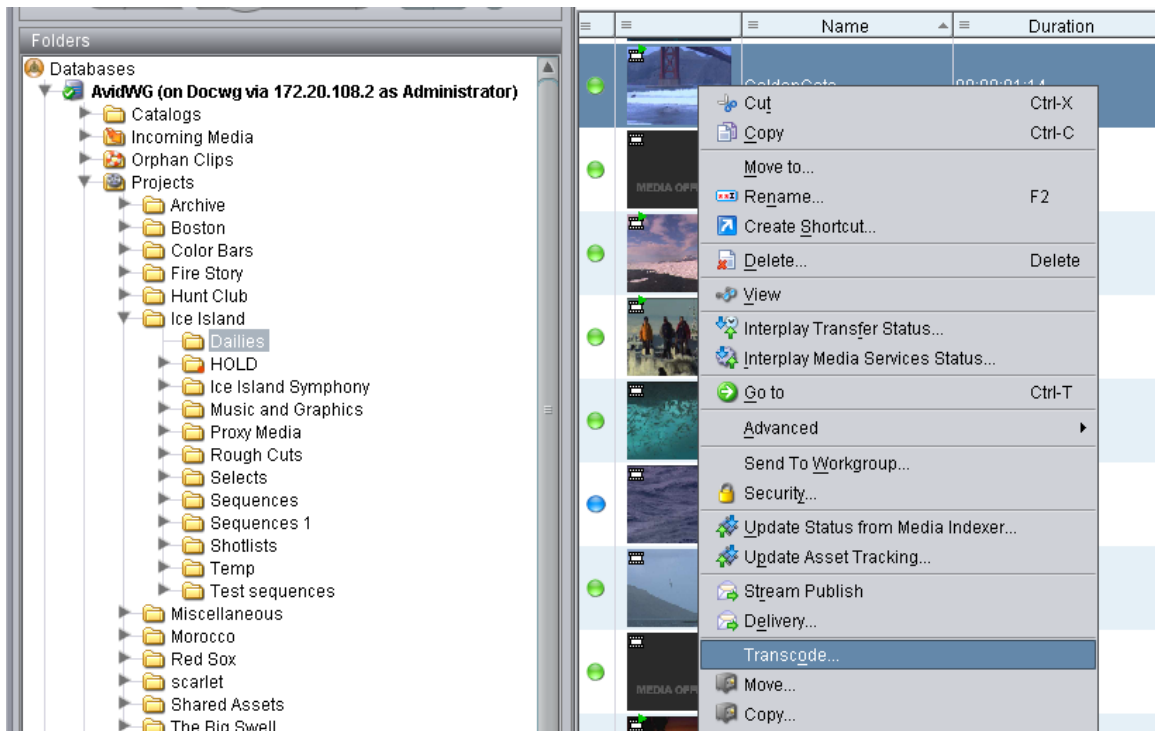 Folders
Databases
AvidWG (on Docwg via 172.20.108.2 as Administrator)
Catalogs
Incoming Media
Orphan Clips
Projects
Archive
Boston
Color Bars
Fire Story
Hunt Club
Ice Island
Dailies
HOLD
Ice Island Symphony
Music and Graphics
Proxy Media
Rough Cuts
Selects
Sequences
Sequences 1
Shotlists
Temp
Test sequences
Miscellaneous
Morocco
Red Sox
scarlet
Shared Assets
The Big Swell
Name Duration
MEDIA OFF
MEDIA OFF
Cut Ctrl-X
Copy Ctrl-C
Move to...
Rename... F2
Create Shortcut...
Delete... Delete
View
Interplay Transfer Status...
Interplay Media Services Status...
Go to Ctrl-T
Advanced
Send To Workgroup...
Security...
Update Status from Media Indexer...
Update Asset Tracking...
Stream Publish
Delivery...
Transcode...
Move...
Copy...